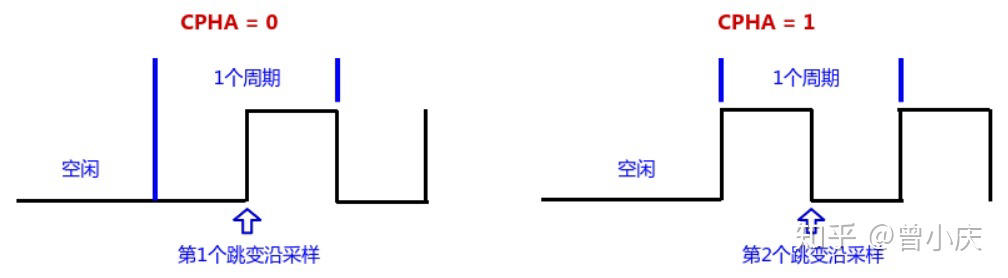 CPHA = 0
1个周期
空闲
第1个跳变沿采样
CPHA = 1
1个周期
空闲
第2个跳变沿采样
知乎 @曾小庆